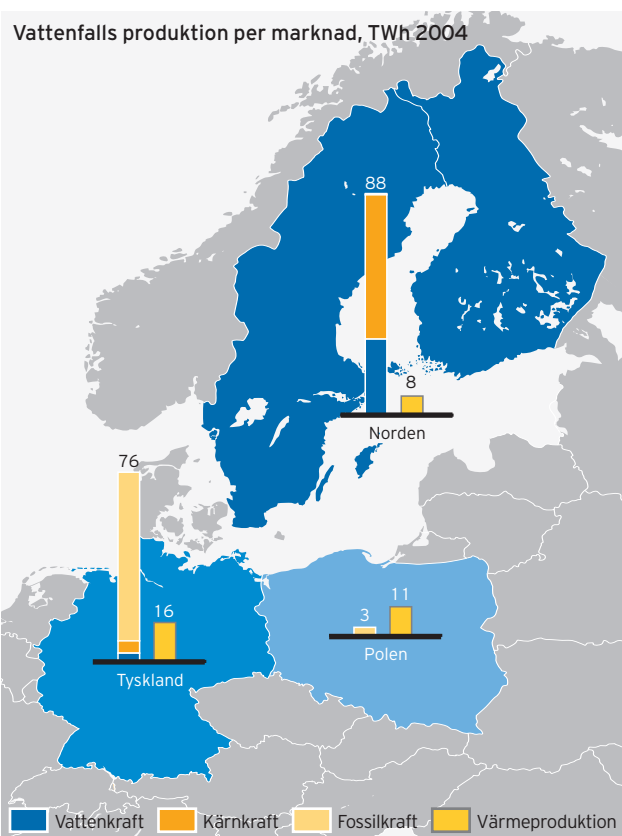 Vattenfalls produktion per marknad, TWh 2004
88
8
Norden
76
16
Tyskland
11
3
Polen
Vattenkraft Kärnkraft Fossilkraft Värmeproduktion